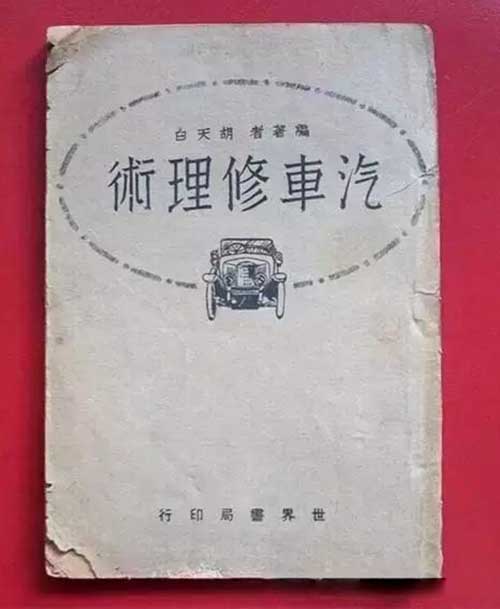 編著者 胡天白
汽車修理術
世界書局印行